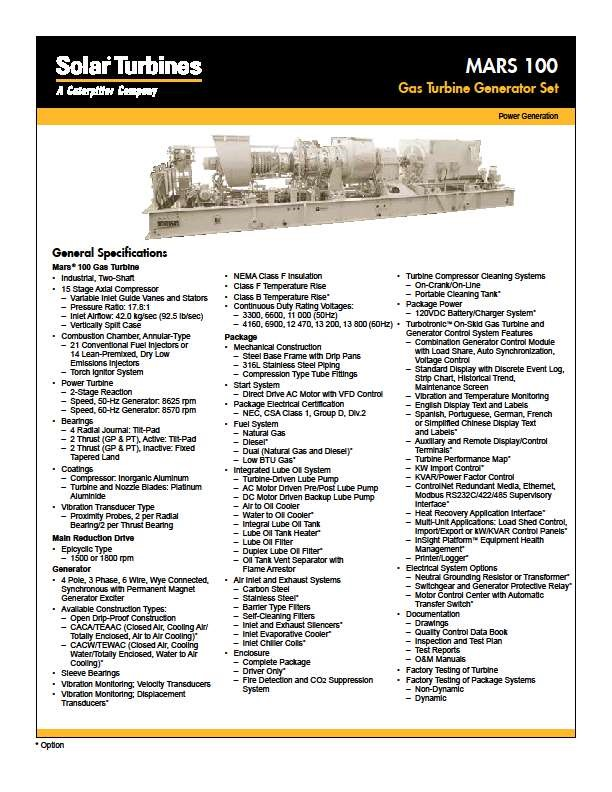 Solar® Turbines
A Caterpillar Company
MARS 100
Gas Turbine Generator Set
Power Generation
General Specifications
Mars® 100 Gas Turbine
• Industrial, Two-Shaft
• 15 Stage Axial Compressor
– Variable Inlet Guide Vanes and Stators
– Pressure Ratio: 17.8:1
– Inlet Airflow: 42.0 kg/sec (92.5 lb/sec)
– Vertically Split Case
• Combustion Chamber, Annular-Type
– 21 Conventional Fuel Injectors or
14 Lean-Premixed, Dry Low
Emissions Injectors
– Torch Ignitor System
• Power Turbine
– 2-Stage Reaction
– Speed, 50-Hz Generator: 8625 rpm
– Speed, 60-Hz Generator: 8570 rpm
• Bearings
– 4 Radial Journal: Tilt-Pad
– 2 Thrust (GP & PT), Active: Tilt-Pad
– 2 Thrust (GP & PT), Inactive: Fixed
Tapered Land
• Coatings
– Compressor: Inorganic Aluminum
– Turbine and Nozzle Blades: Platinum
Aluminide
• Vibration Transducer Type
– Proximity Probes, 2 per Radial
Bearing/2 per Thrust Bearing
Main Reduction Drive
• Epicyclic Type
– 1500 or 1800 rpm
Generator
• 4 Pole, 3 Phase, 6 Wire, Wye Connected,
Synchronous with Permanent Magnet
Generator Exciter
• Available Construction Types:
– Open Drip-Proof Construction
– CACA/TEAAC (Closed Air, Cooling Air/
Totally Enclosed, Air to Air Cooling)*
– CACW/TEWAC (Closed Air, Cooling
Water/Totally Enclosed, Water to Air
Cooling)*
• Sleeve Bearings
• Vibration Monitoring; Velocity Transducers
• Vibration Monitoring; Displacement
Transducers*
• NEMA Class F Insulation
• Class F Temperature Rise
• Class B Temperature Rise*
• Continuous Duty Rating Voltages:
– 3300, 6600, 11 000 (50Hz)
– 4160, 6900, 12 470, 13 200, 13 800 (60Hz)
Package
• Mechanical Construction
– Steel Base Frame with Drip Pans
– 316L Stainless Steel Piping
– Compression Type Tube Fittings
• Start System
– Direct Drive AC Motor with VFD Control
• Package Electrical Certification
– NEC, CSA Class 1, Group D, Div.2
• Fuel System
– Natural Gas
– Diesel*
– Dual (Natural Gas and Diesel)*
– Low BTU Gas*
• Integrated Lube Oil System
– Turbine-Driven Lube Pump
– AC Motor Driven Pre/Post Lube Pump
– DC Motor Driven Backup Lube Pump
– Air to Oil Cooler
– Water to Oil Cooler*
– Integral Lube Oil Tank
– Lube Oil Tank Heater*
– Lube Oil Filter
– Duplex Lube Oil Filter*
– Oil Tank Vent Separator with
Flame Arrestor
• Air Inlet and Exhaust Systems
– Carbon Steel
– Stainless Steel*
– Barrier Type Filters
– Self-Cleaning Filters
– Inlet and Exhaust Silencers*
– Inlet Evaporative Cooler*
– Inlet Chiller Coils*
• Enclosure
– Complete Package
– Driver Only*
– Fire Detection and CO2 Suppression
System
• Turbine Compressor Cleaning Systems
– On-Crank/On-Line
– Portable Cleaning Tank*
• Package Power
– 120VDC Battery/Charger System*
• Turbotronic™ On-Skid Gas Turbine and
Generator Control System Features
– Combination Generator Control Module
with Load Share, Auto Synchronization,
Voltage Control
– Standard Display with Discrete Event Log,
Strip Chart, Historical Trend,
Maintenance Screen
– Vibration and Temperature Monitoring
– English Display Text and Labels
– Spanish, Portuguese, German, French
or Simplified Chinese Display Text
and Labels*
– Auxiliary and Remote Display/Control
Terminals*
– Turbine Performance Map*
– KW Import Control*
– KVAR/Power Factor Control
– ControlNet Redundant Media, Ethernet,
Modbus RS232C/422/485 Supervisory
Interface*
– Heat Recovery Application Interface*
– Multi-Unit Applications: Load Shed Control,
Import/Export or kW/KVAR Control Panels*
– InSight Platform™ Equipment Health
Management*
– Printer/Logger*
• Electrical System Options
– Neutral Grounding Resistor or Transformer*
– Switchgear and Generator Protective Relay*
– Motor Control Center with Automatic
Transfer Switch*
• Documentation
– Drawings
– Quality Control Data Book
– Inspection and Test Plan
– Test Reports
– O&M Manuals
• Factory Testing of Turbine
• Factory Testing of Package Systems
– Non-Dynamic
– Dynamic
* Option